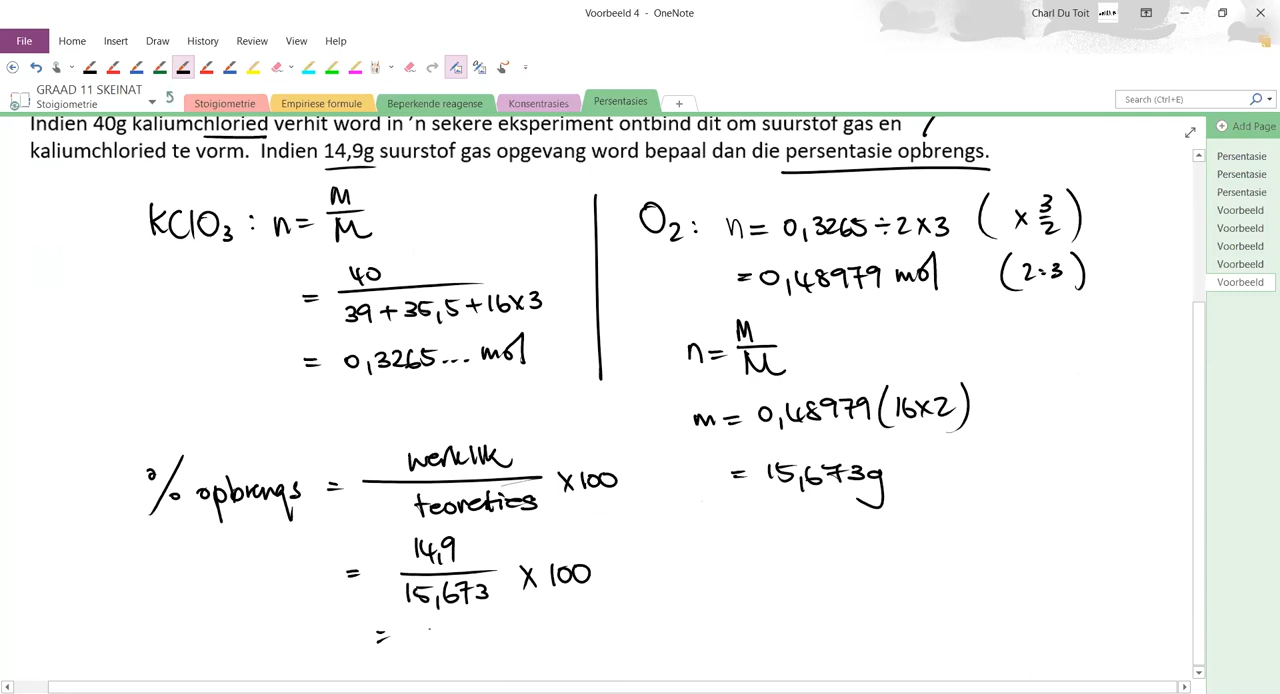 Voorbeeld 4 - OneNote
Charl Du Toit
File Home Insert Draw History Review View Help
GRAAD 11 SKEINAT
Stoigiometrie
Stoigiometrie Empiriese formule Beperkende reagense Konsentrasies Persentasies +
Search (Ctrl+E)
Add Page
Persentasie
Persentasie
Persentasie
Voorbeeld
Voorbeeld
Voorbeeld
Voorbeeld
Voorbeeld
Indien 40g kaliumchloried verhit word in 'n sekere eksperiment ontbind dit om suurstof gas en
kaliumchloried te vorm. Indien 14,9g suurstof gas opgevang word bepaal dan die persentasie opbrengs.
KClO₃ : n = m/M
= 40/(39 + 35,5 + 16×3)
= 0,3265... mol
O₂ : n = 0,3265 ÷ 2 × 3 (× 3/2)
= 0,48979 mol (2:3)
n = m/M
m = 0,48979 (16×2)
= 15,673g
% opbrengs = werklik/teoreties × 100
= 14,9/15,673 × 100
=